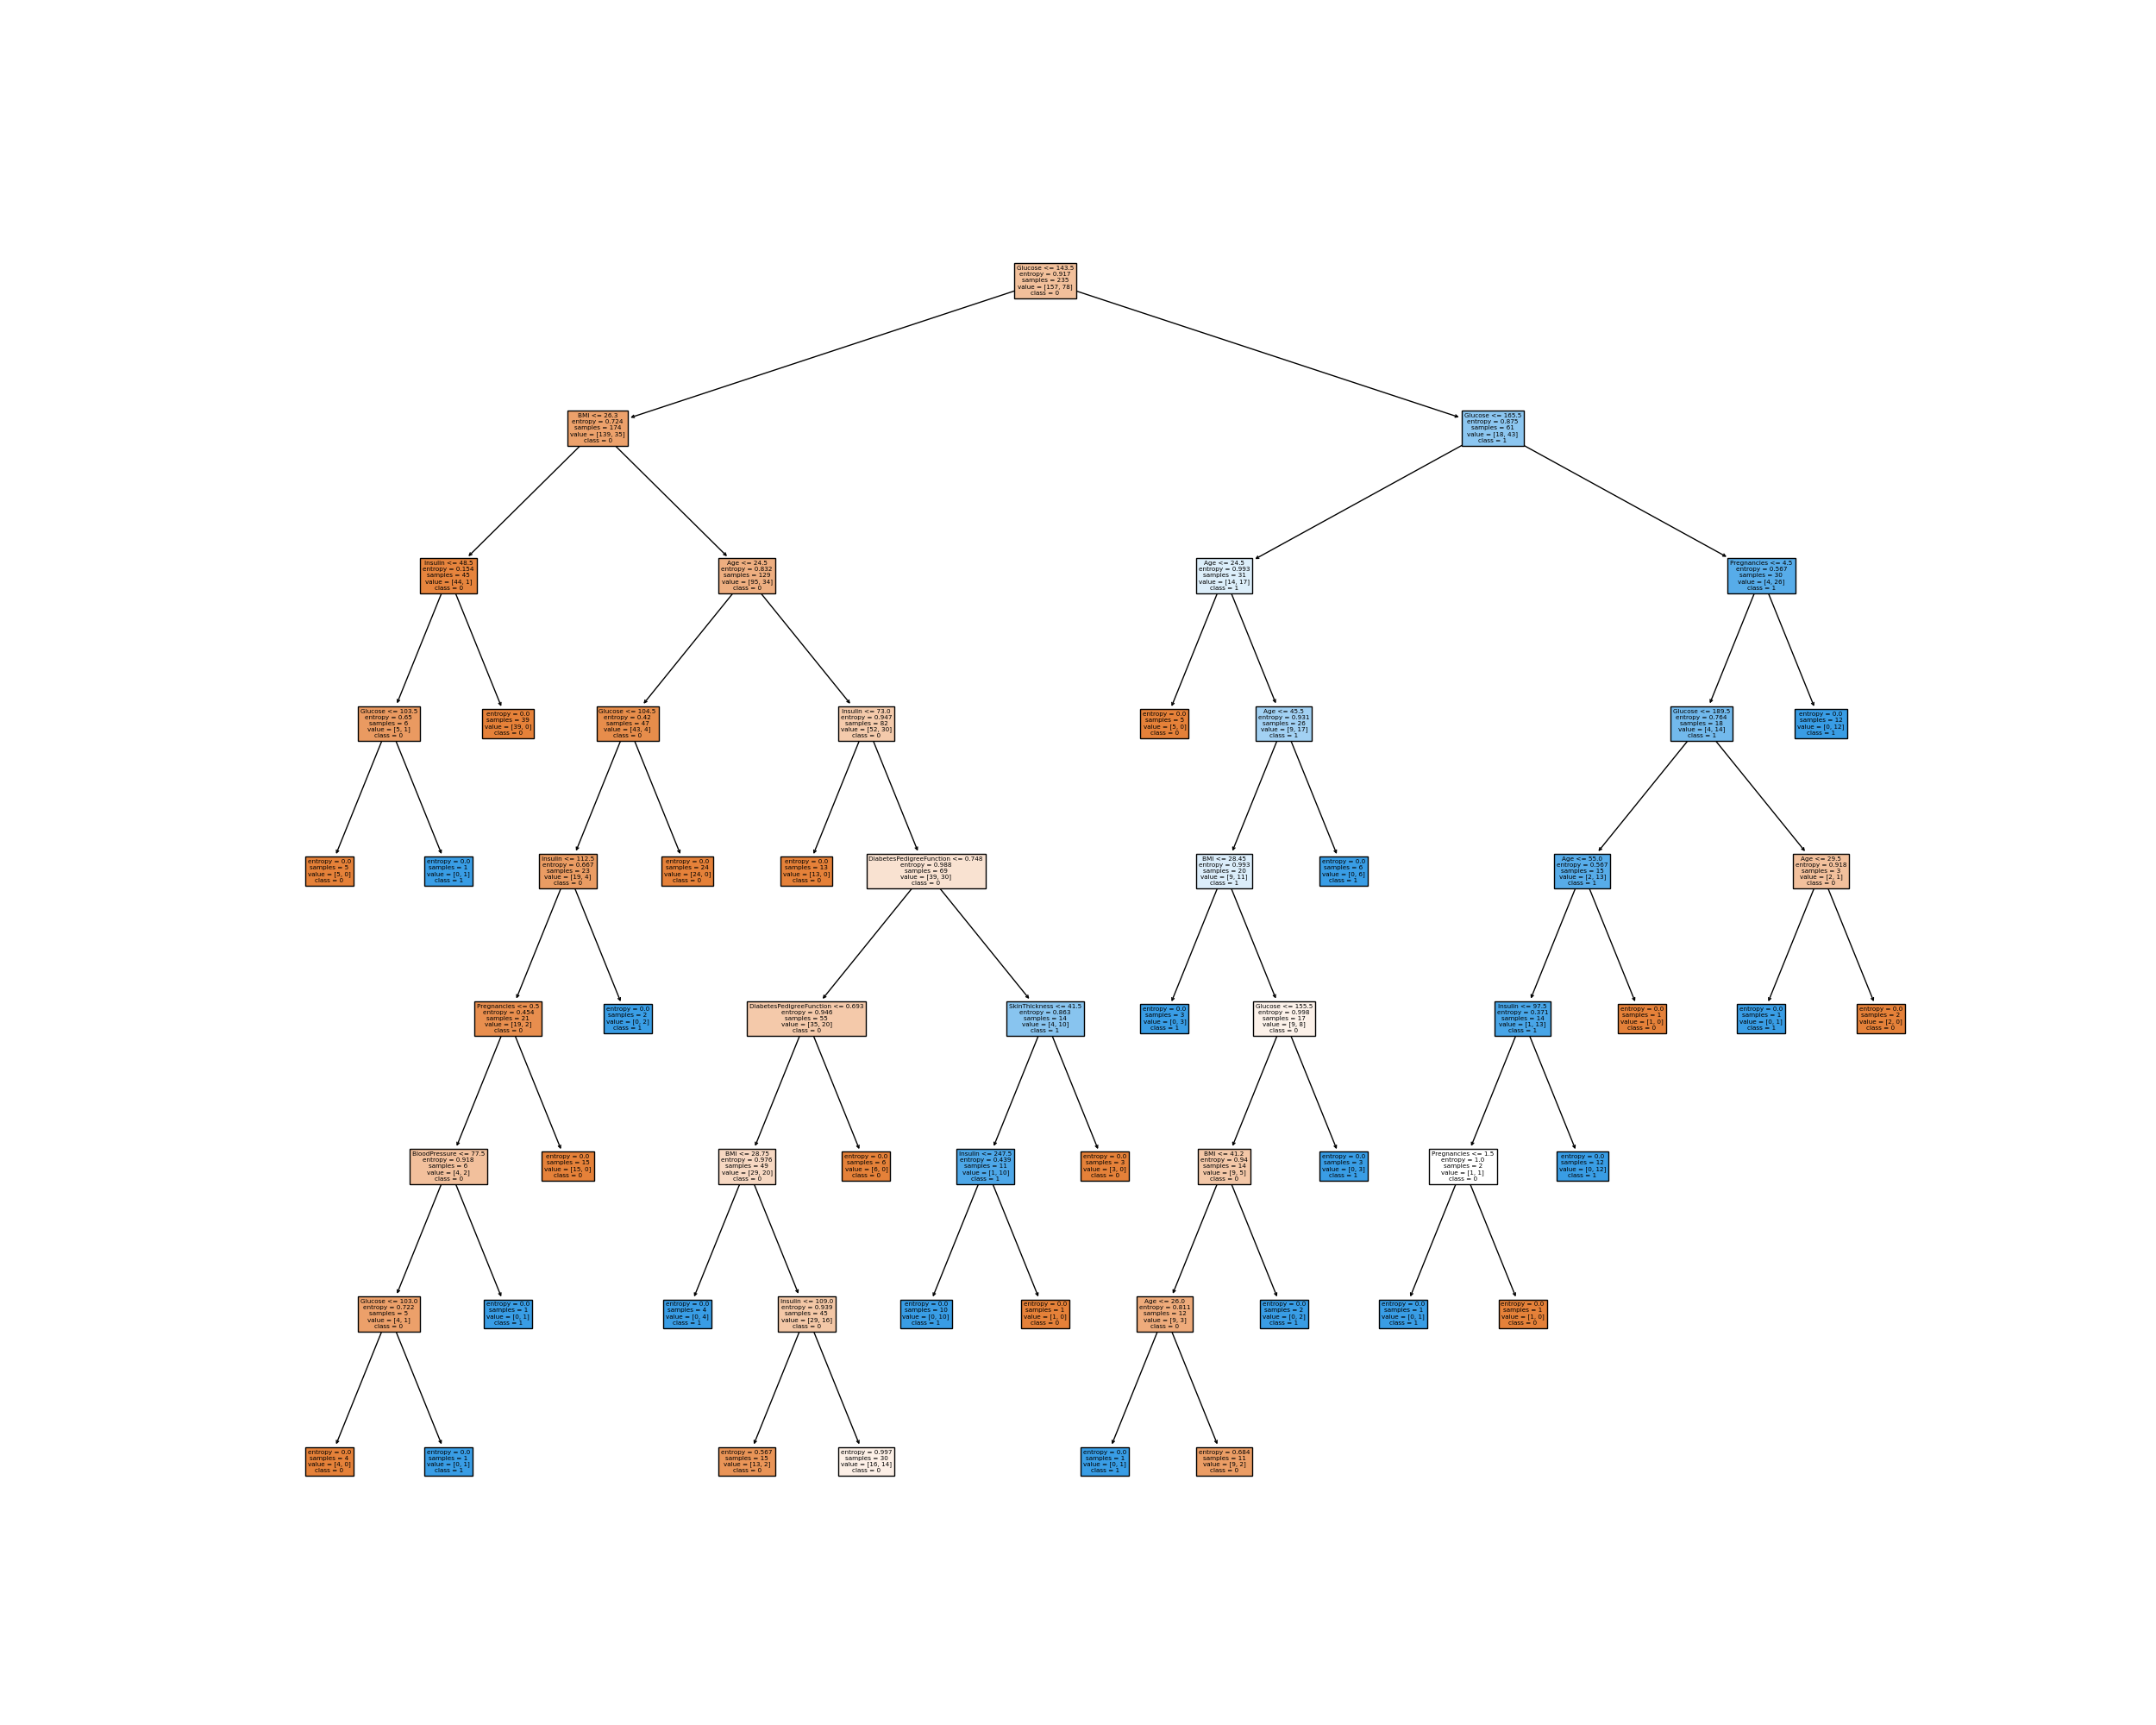 Glucose <= 143.5
entropy = 0.917
samples = 235
value = [157, 78]
class = 0
BMI <= 26.3
entropy = 0.724
samples = 174
value = [139, 35]
class = 0
Glucose <= 165.5
entropy = 0.875
samples = 61
value = [18, 43]
class = 1
Insulin <= 48.5
entropy = 0.154
samples = 45
value = [44, 1]
class = 0
Age <= 24.5
entropy = 0.832
samples = 129
value = [95, 34]
class = 0
Age <= 24.5
entropy = 0.993
samples = 31
value = [14, 17]
class = 1
Pregnancies <= 4.5
entropy = 0.567
samples = 30
value = [4, 26]
class = 1
Glucose <= 103.5
entropy = 0.65
samples = 6
value = [5, 1]
class = 0
entropy = 0.0
samples = 39
value = [39, 0]
class = 0
Glucose <= 104.5
entropy = 0.42
samples = 47
value = [43, 4]
class = 0
Insulin <= 73.0
entropy = 0.947
samples = 82
value = [52, 30]
class = 0
entropy = 0.0
samples = 5
value = [5, 0]
class = 0
Age <= 45.5
entropy = 0.931
samples = 26
value = [9, 17]
class = 1
Glucose <= 189.5
entropy = 0.764
samples = 18
value = [4, 14]
class = 1
entropy = 0.0
samples = 12
value = [0, 12]
class = 1
entropy = 0.0
samples = 5
value = [5, 0]
class = 0
entropy = 0.0
samples = 1
value = [0, 1]
class = 1
Insulin <= 112.5
entropy = 0.667
samples = 23
value = [19, 4]
class = 0
entropy = 0.0
samples = 24
value = [24, 0]
class = 0
entropy = 0.0
samples = 13
value = [13, 0]
class = 0
DiabetesPedigreeFunction <= 0.748
entropy = 0.988
samples = 69
value = [39, 30]
class = 0
BMI <= 28.45
entropy = 0.993
samples = 20
value = [9, 11]
class = 1
entropy = 0.0
samples = 6
value = [0, 6]
class = 1
Age <= 55.0
entropy = 0.567
samples = 15
value = [2, 13]
class = 1
Age <= 29.5
entropy = 0.918
samples = 3
value = [2, 1]
class = 0
Pregnancies <= 0.5
entropy = 0.454
samples = 21
value = [19, 2]
class = 0
entropy = 0.0
samples = 2
value = [0, 2]
class = 1
DiabetesPedigreeFunction <= 0.693
entropy = 0.946
samples = 55
value = [35, 20]
class = 0
SkinThickness <= 41.5
entropy = 0.863
samples = 14
value = [4, 10]
class = 1
entropy = 0.0
samples = 3
value = [0, 3]
class = 1
Glucose <= 155.5
entropy = 0.998
samples = 17
value = [9, 8]
class = 0
Insulin <= 97.5
entropy = 0.371
samples = 14
value = [1, 13]
class = 1
entropy = 0.0
samples = 1
value = [1, 0]
class = 0
entropy = 0.0
samples = 1
value = [0, 1]
class = 1
entropy = 0.0
samples = 2
value = [2, 0]
class = 0
BloodPressure <= 77.5
entropy = 0.918
samples = 6
value = [4, 2]
class = 0
entropy = 0.0
samples = 15
value = [15, 0]
class = 0
BMI <= 28.75
entropy = 0.976
samples = 49
value = [29, 20]
class = 0
entropy = 0.0
samples = 6
value = [6, 0]
class = 0
Insulin <= 247.5
entropy = 0.439
samples = 11
value = [1, 10]
class = 1
entropy = 0.0
samples = 3
value = [3, 0]
class = 0
BMI <= 41.2
entropy = 0.94
samples = 14
value = [9, 5]
class = 0
entropy = 0.0
samples = 3
value = [0, 3]
class = 1
Pregnancies <= 1.5
entropy = 1.0
samples = 2
value = [1, 1]
class = 0
entropy = 0.0
samples = 12
value = [0, 12]
class = 1
Glucose <= 103.0
entropy = 0.722
samples = 5
value = [4, 1]
class = 0
entropy = 0.0
samples = 1
value = [0, 1]
class = 1
entropy = 0.0
samples = 4
value = [0, 4]
class = 1
Insulin <= 109.0
entropy = 0.939
samples = 45
value = [29, 16]
class = 0
entropy = 0.0
samples = 10
value = [0, 10]
class = 1
entropy = 0.0
samples = 1
value = [1, 0]
class = 0
Age <= 26.0
entropy = 0.811
samples = 12
value = [9, 3]
class = 0
entropy = 0.0
samples = 2
value = [0, 2]
class = 1
entropy = 0.0
samples = 1
value = [0, 1]
class = 1
entropy = 0.0
samples = 1
value = [1, 0]
class = 0
entropy = 0.0
samples = 4
value = [4, 0]
class = 0
entropy = 0.0
samples = 1
value = [0, 1]
class = 1
entropy = 0.567
samples = 15
value = [13, 2]
class = 0
entropy = 0.997
samples = 30
value = [16, 14]
class = 0
entropy = 0.0
samples = 1
value = [0, 1]
class = 1
entropy = 0.684
samples = 11
value = [9, 2]
class = 0